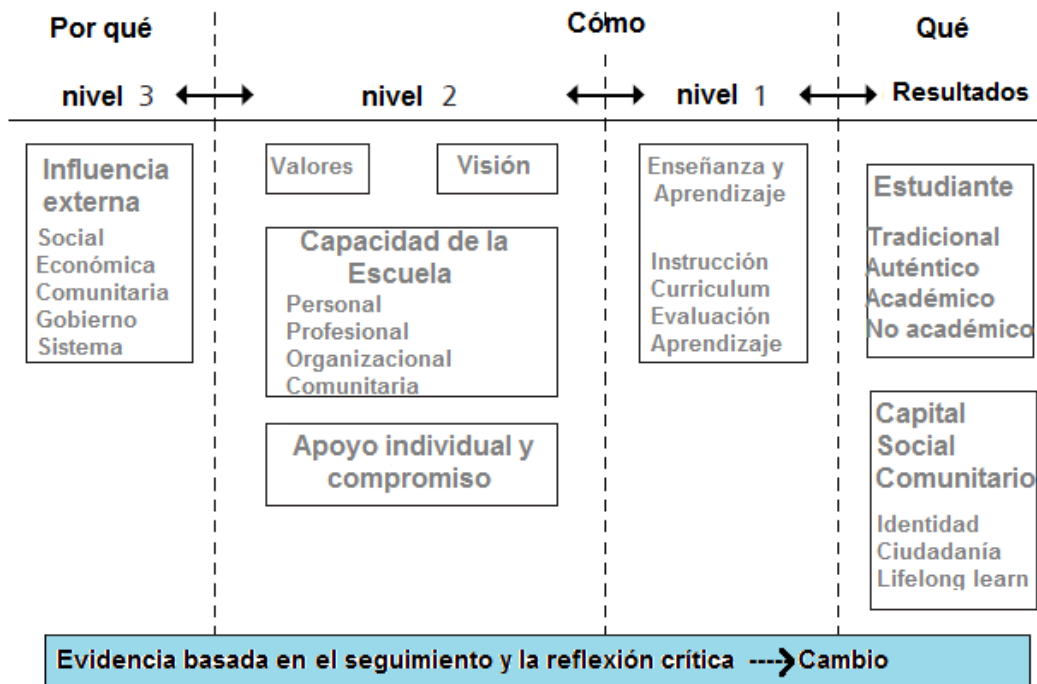 Por qué
Cómo
Qué
nivel 3
nivel 2
nivel 1
Resultados
Influencia
externa
Social
Económica
Comunitaria
Gobierno
Sistema
Valores
Visión
Capacidad de la
Escuela
Personal
Profesional
Organizacional
Comunitaria
Apoyo individual y
compromiso
Enseñanza y
Aprendizaje
Instrucción
Curriculum
Evaluación
Aprendizaje
Estudiante
Tradicional
Auténtico
Académico
No académico
Capital
Social
Comunitario
Identidad
Ciudadanía
Lifelong learn
Evidencia basada en el seguimiento y la reflexión crítica ----> Cambio